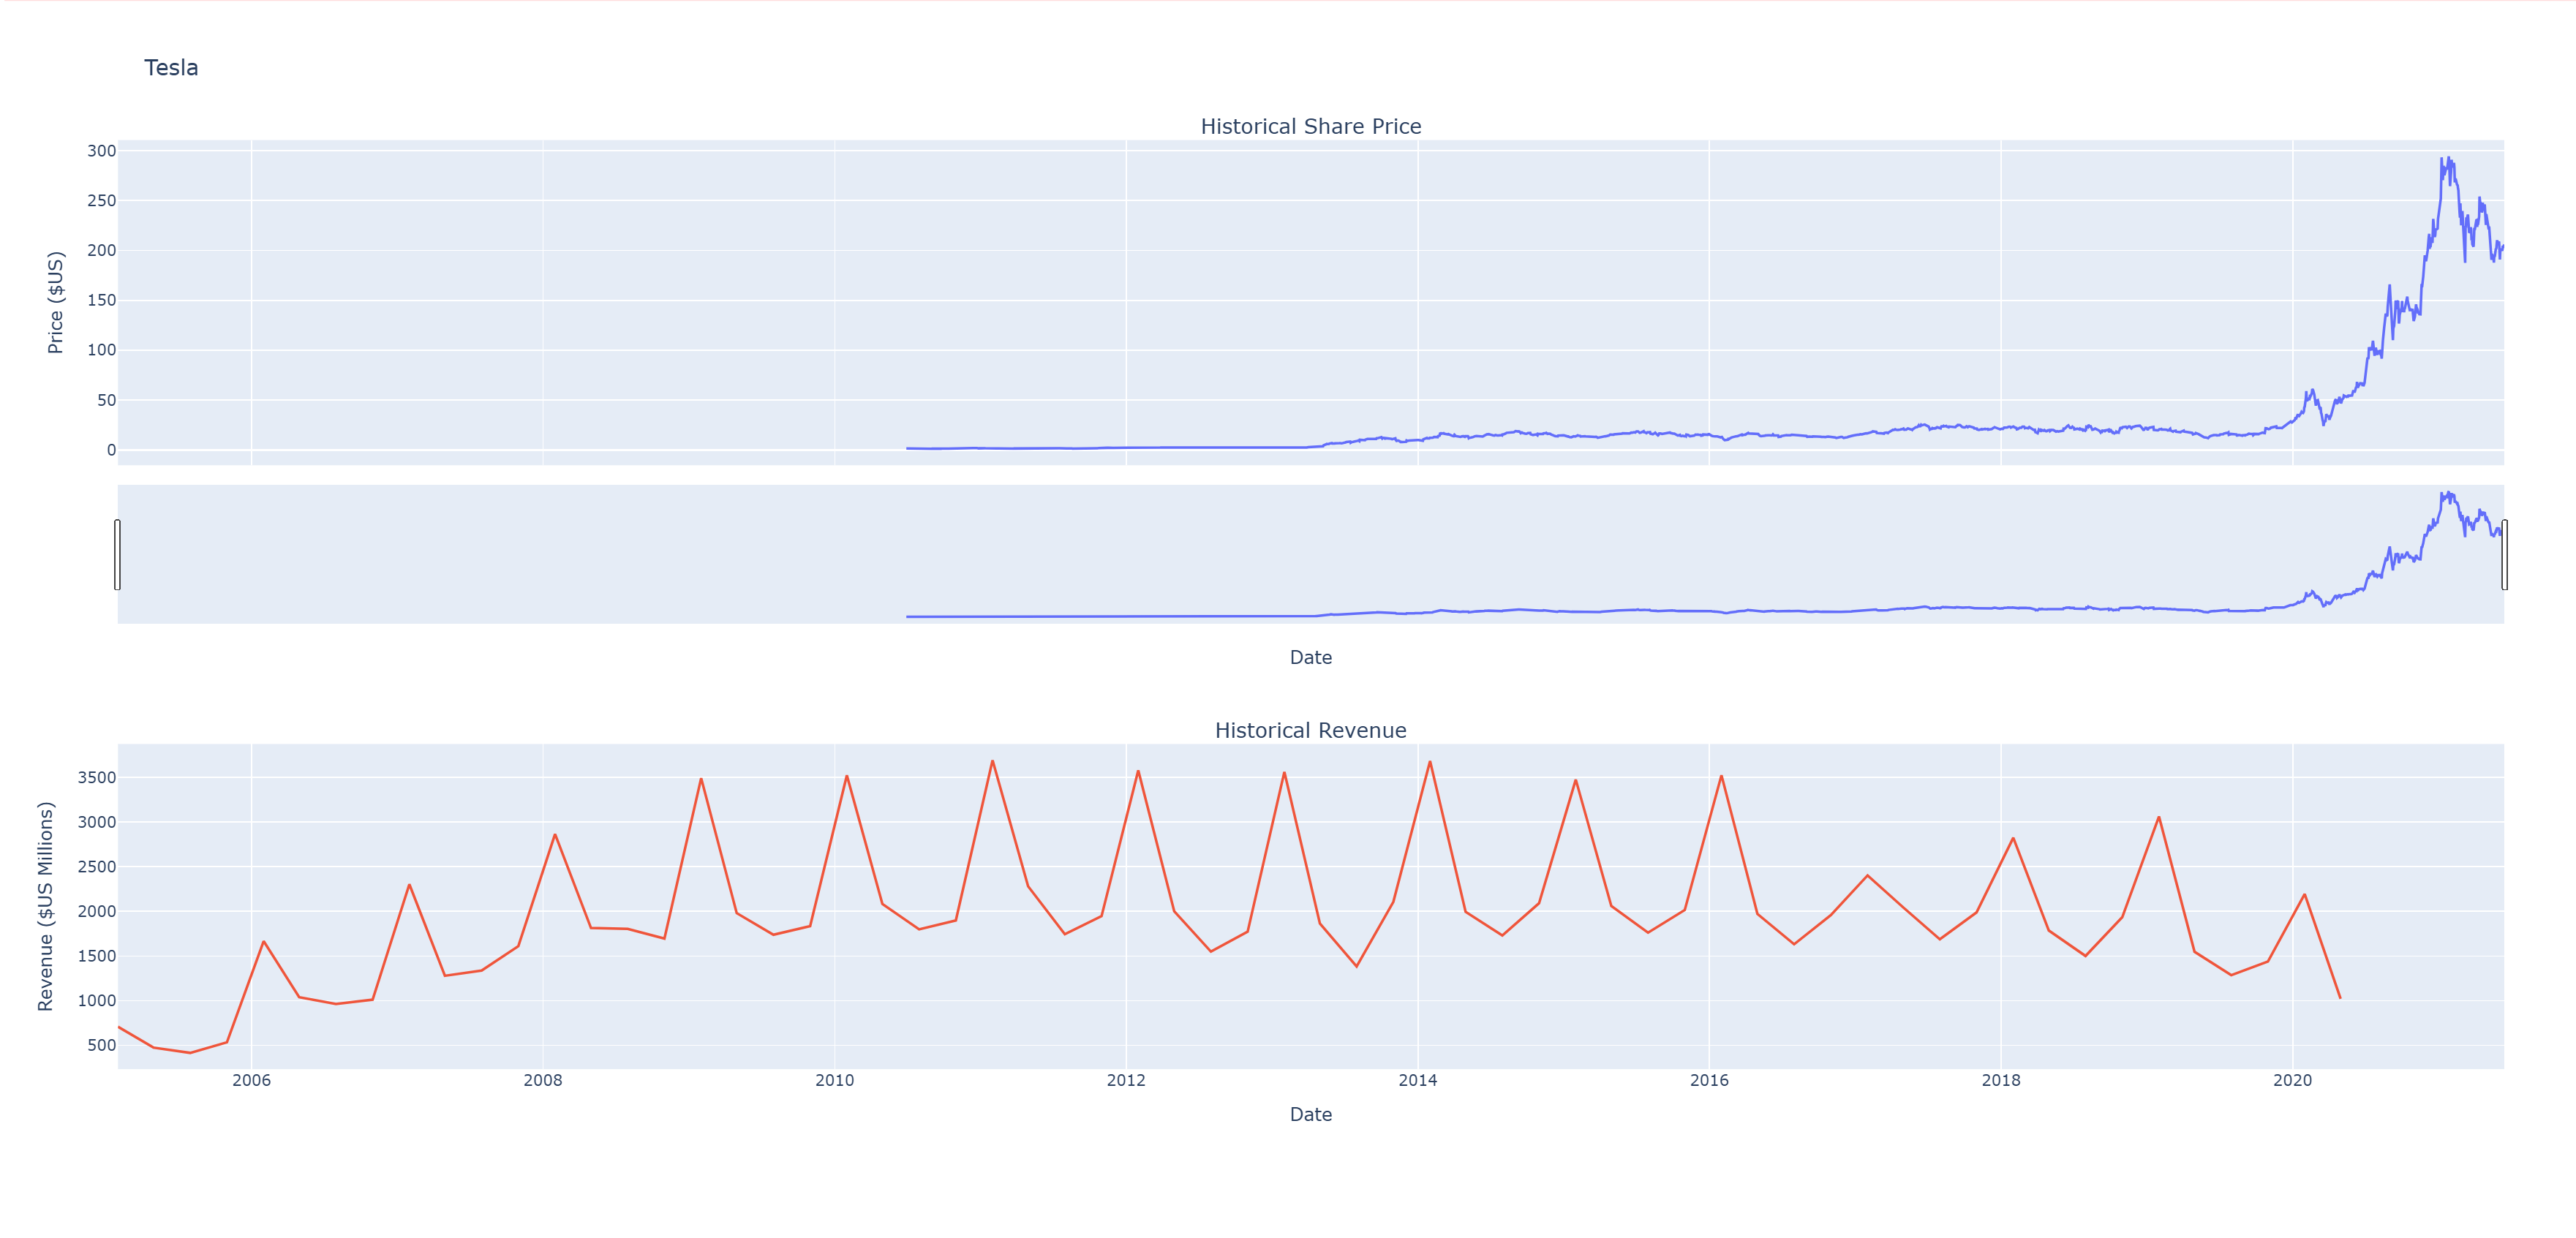 Tesla
Historical Share Price
Price ($US)
300
250
200
150
100
50
0
Date
Historical Revenue
Revenue ($US Millions)
3500
3000
2500
2000
1500
1000
500
2006 2008 2010 2012 2014 2016 2018 2020
Date